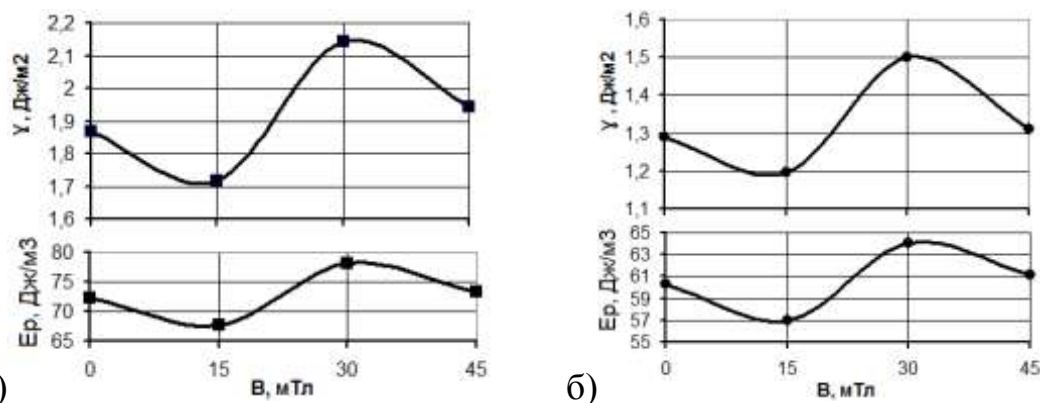 2,2
2,1
2
1,9
1,8
1,7
1,6
γ, Дж/м2
80
75
70
65
Ер, Дж/м3
0 15 30 45
В, мТл
)
1,6
1,5
1,4
1,3
1,2
1,1
γ, Дж/м2
65
63
61
59
57
55
Ер, Дж/м3
0 15 30 45
В, мТл
б)